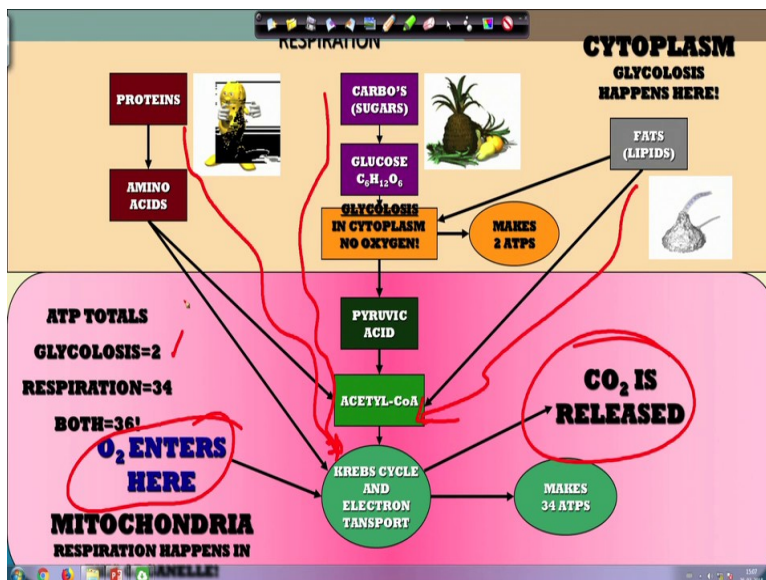 RESPIRATION
CYTOPLASM
GLYCOLOSIS
HAPPENS HERE!
PROTEINS
CARBO'S
(SUGARS)
FATS
(LIPIDS)
AMINO
ACIDS
GLUCOSE
C₆H₁₂O₆
GLYCOLOSIS
IN CYTOPLASM
NO OXYGEN!
MAKES
2 ATPS
ATP TOTALS
GLYCOLOSIS=2
RESPIRATION=34
BOTH=36!
PYRUVIC
ACID
ACETYL-COA
CO₂ IS
RELEASED
O₂ ENTERS
HERE
KREBS CYCLE
AND
ELECTRON
TANSPORT
MAKES
34 ATPS
MITOCHONDRIA
RESPIRATION HAPPENS IN